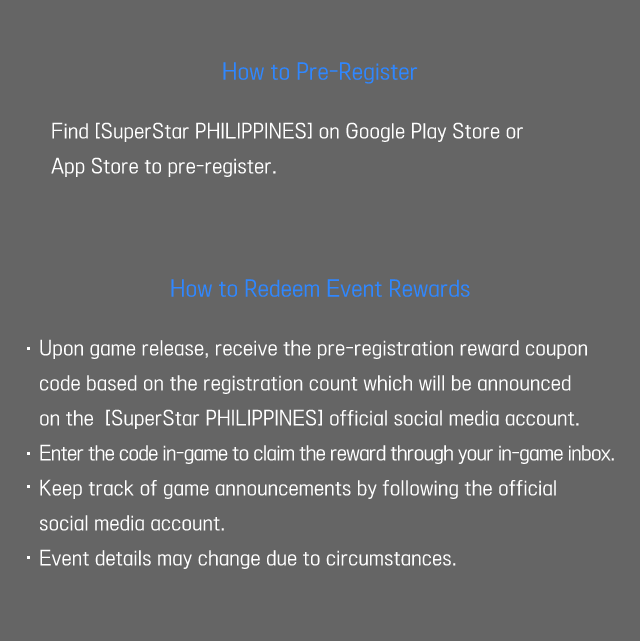 How to Pre-Register
Find [SuperStar PHILIPPINES] on Google Play Store or
App Store to pre-register.
How to Redeem Event Rewards
· Upon game release, receive the pre-registration reward coupon
code based on the registration count which will be announced
on the [SuperStar PHILIPPINES] official social media account.
· Enter the code in-game to claim the reward through your in-game inbox.
· Keep track of game announcements by following the official
social media account.
· Event details may change due to circumstances.